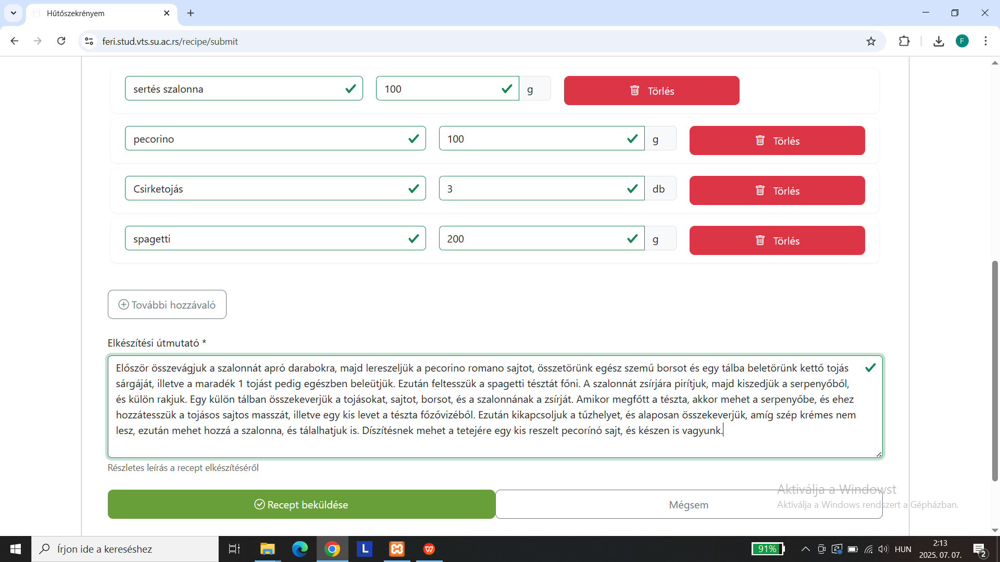 Hűtőszekrényem
feri.stud.vts.su.ac.rs/recipe/submit
F
sertés szalonna 100 g Törlés
pecorino 100 g Törlés
Csirketojás 3 db Törlés
spagetti 200 g Törlés
További hozzávaló
Elkészítési útmutató *
Először összevágjuk a szalonnát apró darabokra, majd lereszeljük a pecorino romano sajtot, összetörünk egész szemű borsot és egy tálba beletörünk kettő tojás
sárgáját, illetve a maradék 1 tojást pedig egészben beleütjük. Ezután feltesszük a spagetti tésztát főni. A szalonnát zsírjára pirítjuk, majd kiszedjük a serpenyőből,
és külön rakjuk. Egy külön tálban összekeverjük a tojásokat, sajtot, borsot, és a szalonnának a zsírját. Amikor megfőtt a tészta, akkor mehet a serpenyőbe, és ehez
hozzátesszük a tojásos sajtos masszát, illetve egy kis levet a tészta főzővizéből. Ezután kikapcsoljuk a tűzhelyet, és alaposan összekeverjük, amíg szép krémes nem
lesz, ezután mehet hozzá a szalonna, és tálalhatjuk is. Díszítésnek mehet a tetejére egy kis reszelt pecorínó sajt, és készen is vagyunk.
Részletes leírás a recept elkészítéséről
Recept beküldése
Mégsem
Aktiválja a Windowst
Aktiválja a Windows rendszert a Gépházban.
Írjon ide a kereséshez
L
W
91%
HUN
2:13
2025. 07. 07.
2